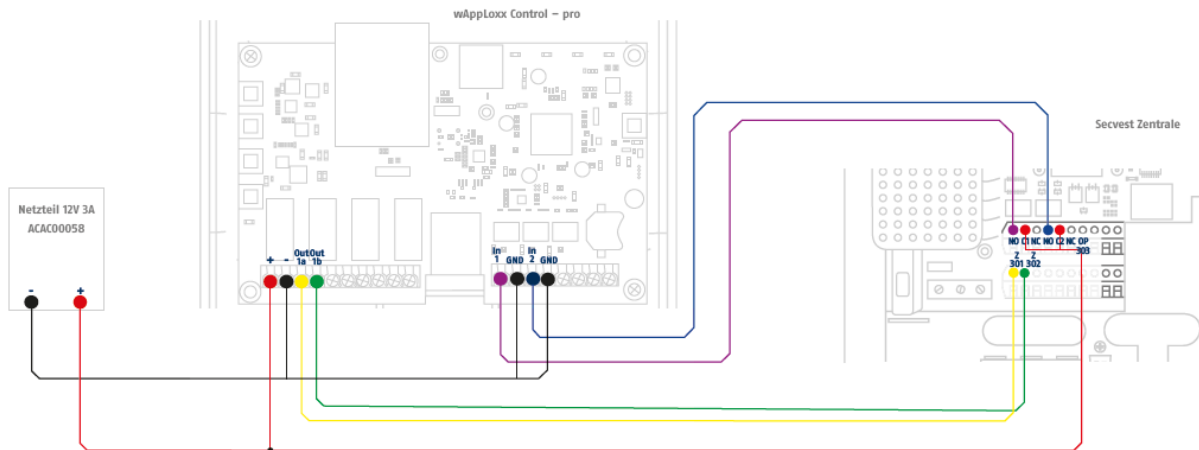 wAppLoxx Control – pro
Secvest Zentrale
Netzteil 12V 3A
ACAC00058
- +
+ - Out 1a Out 1b
In 1 GND In 2 GND
NO C1 NC NO C2 NC OP
303
Z 301 Z 302